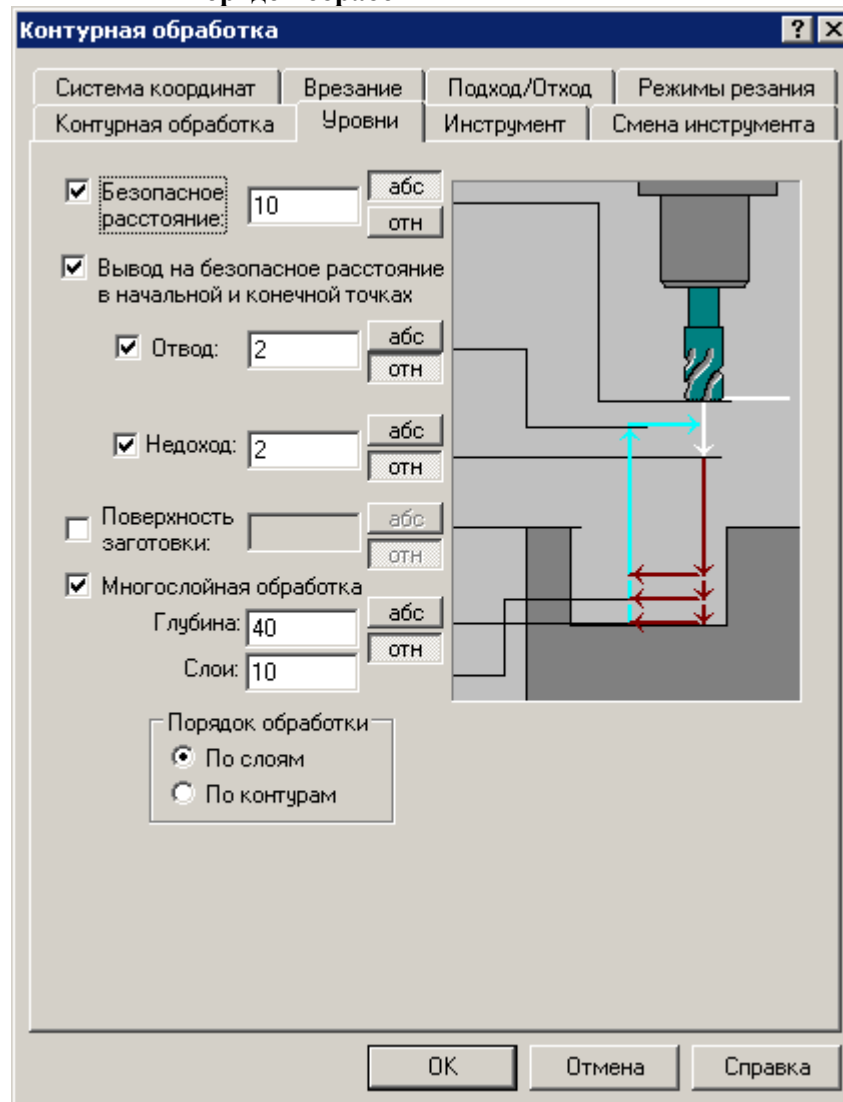 Контурная обработка
Система координат Врезание Подход/Отход Режимы резания
Контурная обработка Уровни Инструмент Смена инструмента
Безопасное расстояние: 10 абс
отн
Вывод на безопасное расстояние
в начальной и конечной точках
Отвод: 2 абс
отн
Недоход: 2 абс
отн
Поверхность заготовки: абс
отн
Многослойная обработка
Глубина: 40 абс
отн
Слои: 10
Порядок обработки
По слоям
По контурам
OK Отмена Справка